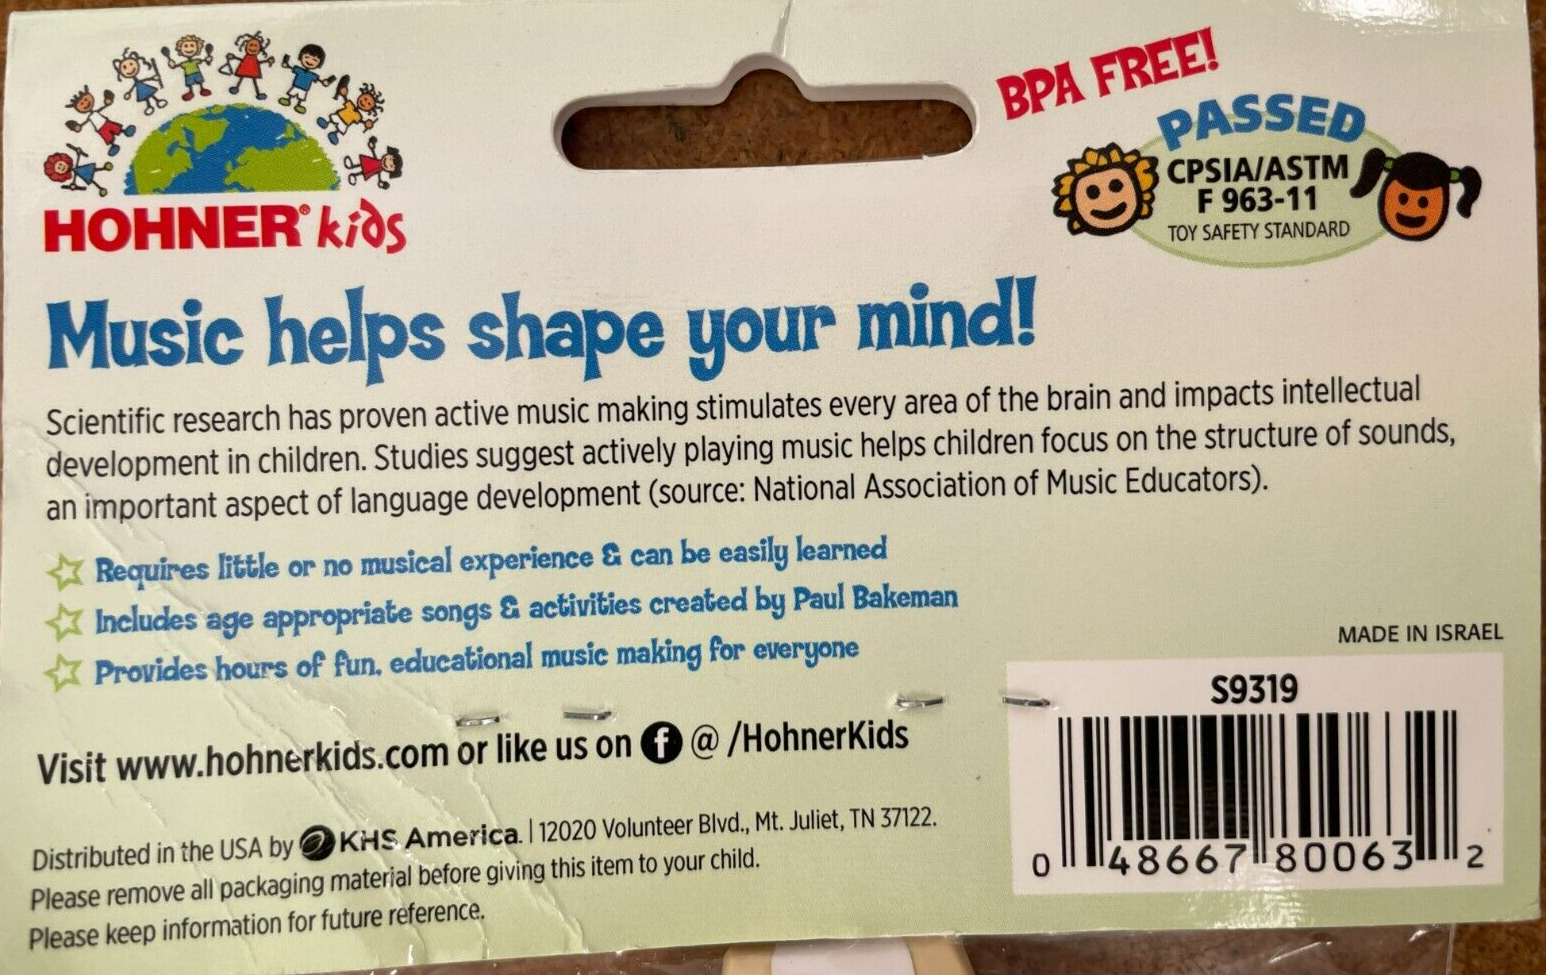 HOHNER® kids
BPA FREE!
PASSED
CPSIA/ASTM
F 963-11
TOY SAFETY STANDARD
Music helps shape your mind!
Scientific research has proven active music making stimulates every area of the brain and impacts intellectual
development in children. Studies suggest actively playing music helps children focus on the structure of sounds,
an important aspect of language development (source: National Association of Music Educators).
Requires little or no musical experience & can be easily learned
Includes age appropriate songs & activities created by Paul Bakeman
Provides hours of fun, educational music making for everyone
Visit www.hohnerkids.com or like us on f @ /HohnerKids
Distributed in the USA by KHS America. | 12020 Volunteer Blvd., Mt. Juliet, TN 37122.
Please remove all packaging material before giving this item to your child.
Please keep information for future reference.
MADE IN ISRAEL
S9319
0 48667 80063 2